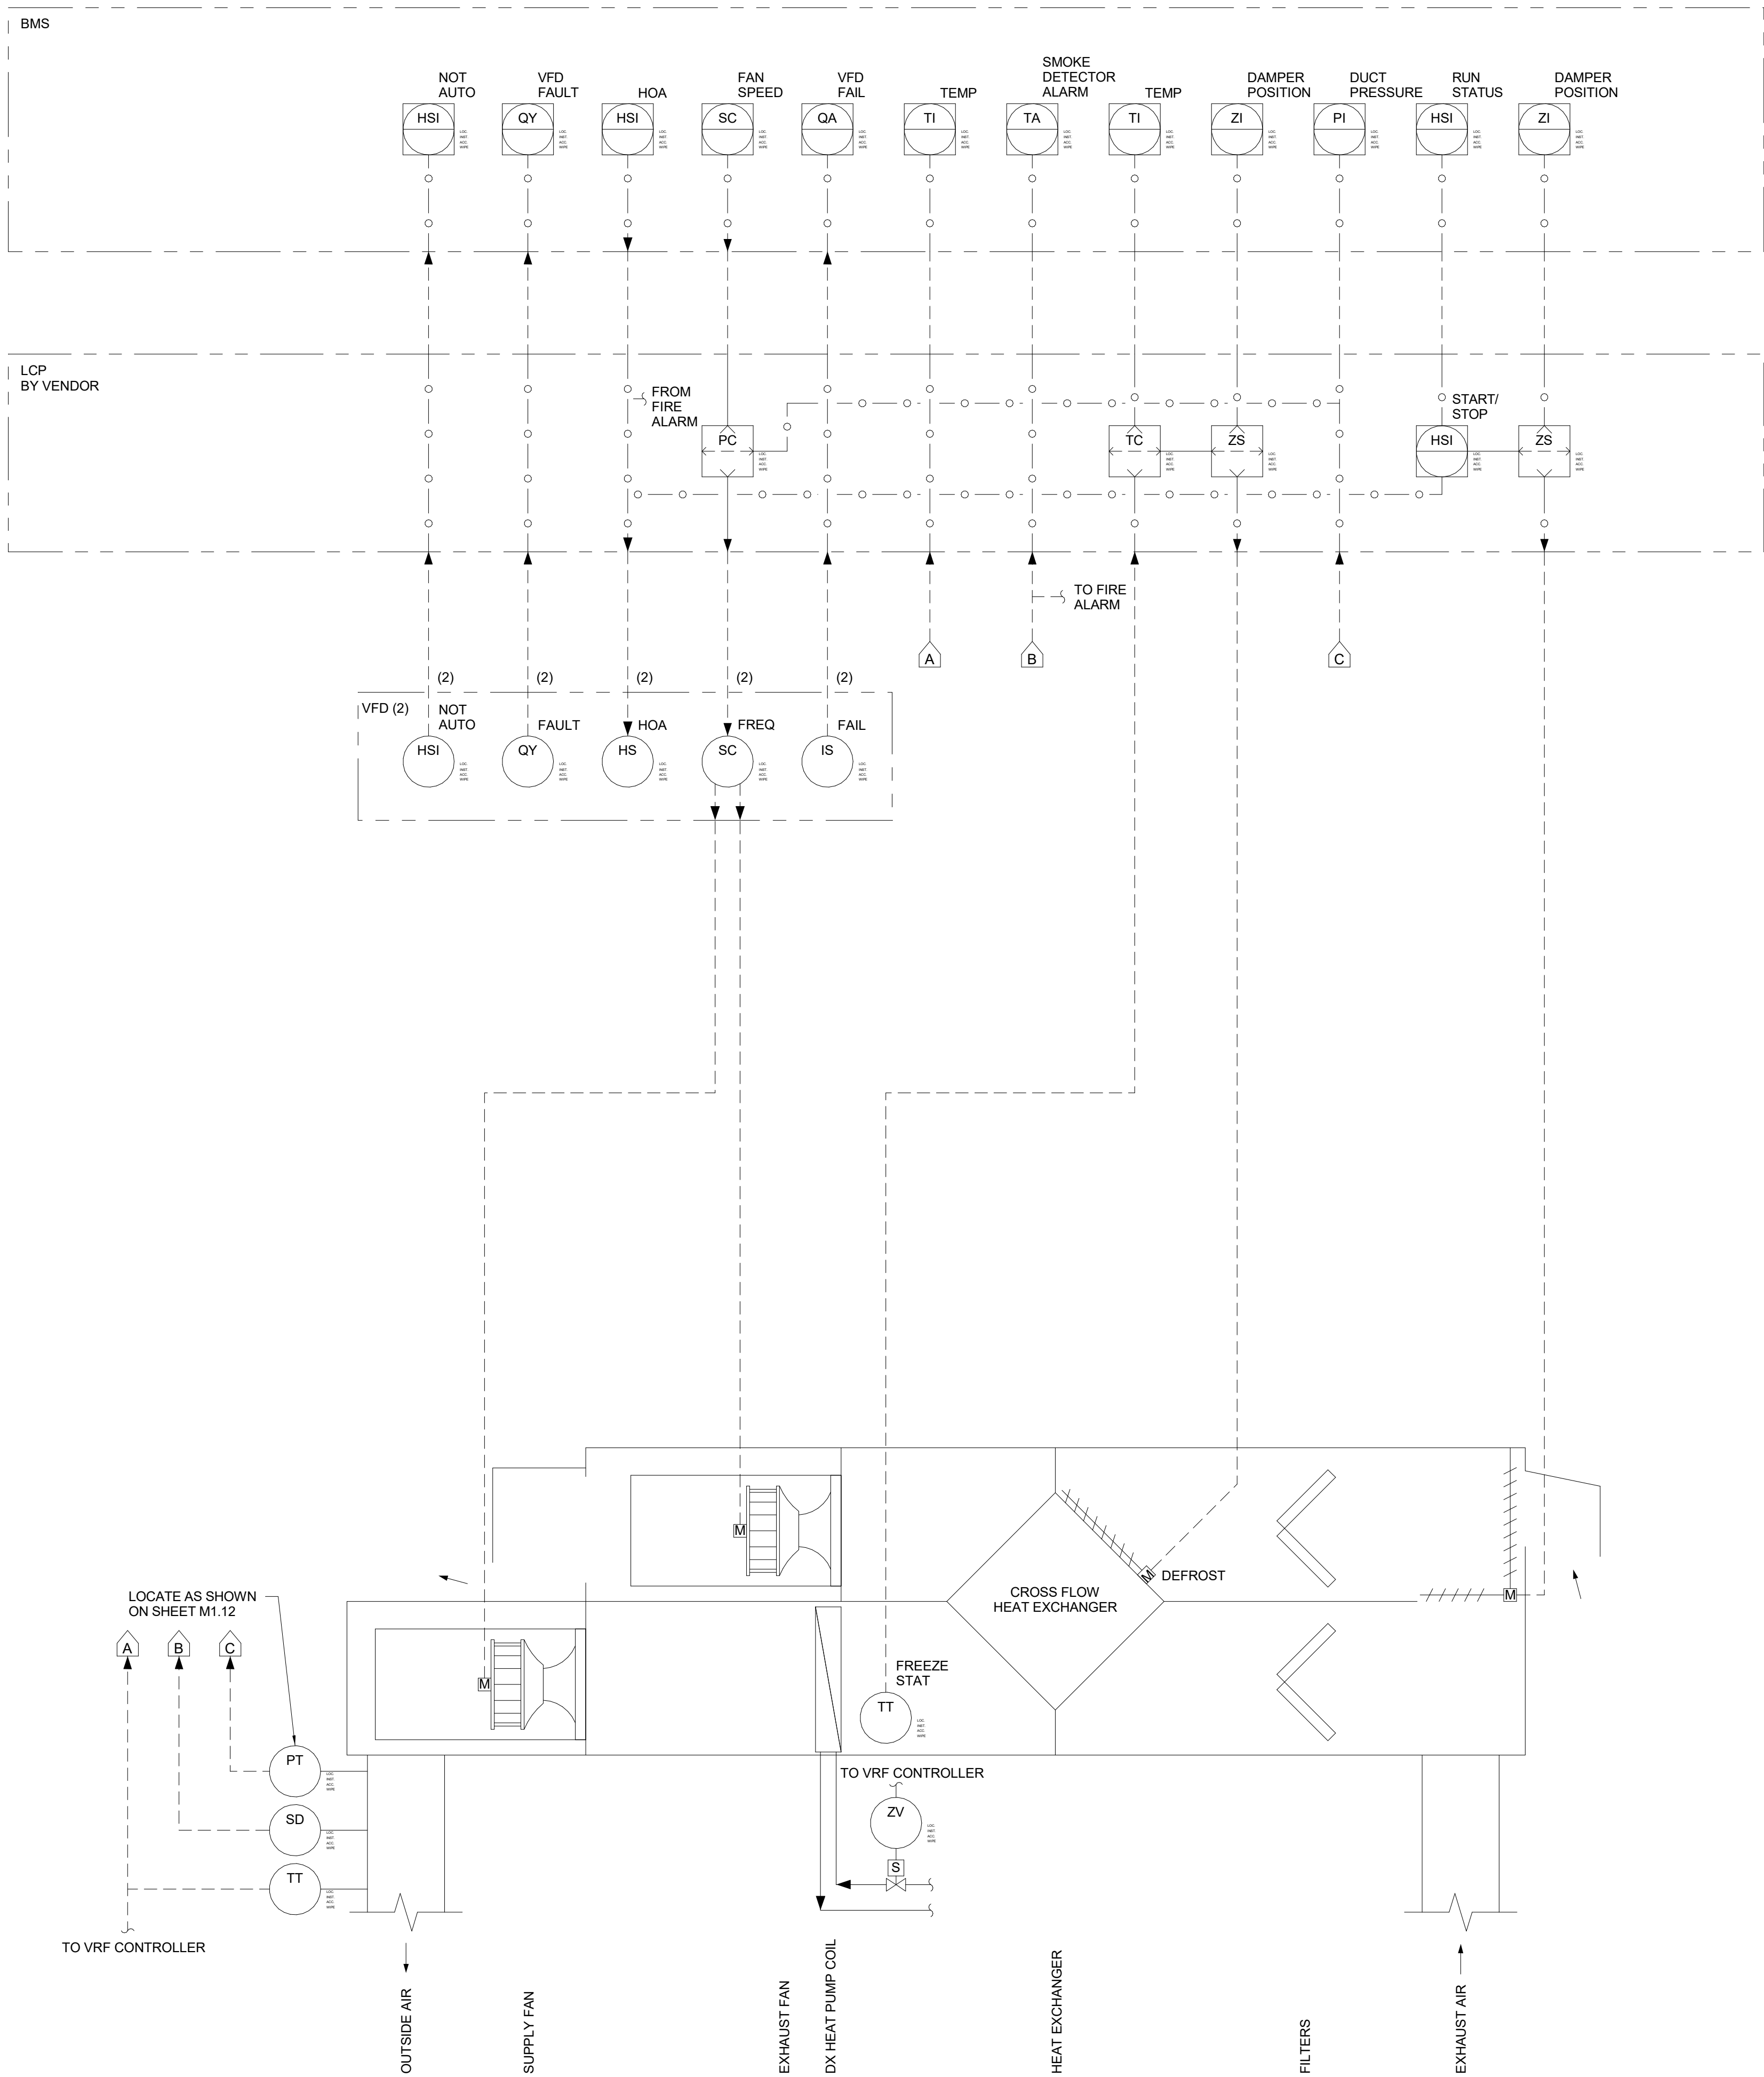 BMS
NOT
AUTO
VFD
FAULT
HOA
FAN
SPEED
VFD
FAIL
TEMP
SMOKE
DETECTOR
ALARM
TEMP
DAMPER
POSITION
DUCT
PRESSURE
RUN
STATUS
DAMPER
POSITION
HSI
QY
HSI
SC
QA
TI
TA
TI
ZI
PI
HSI
ZI
LCP
BY VENDOR
FROM
FIRE
ALARM
START/
STOP
PC
TC
ZS
HSI
ZS
TO FIRE
ALARM
A
B
C
(2)
(2)
(2)
(2)
(2)
VFD (2)
NOT
AUTO
FAULT
HOA
FREQ
FAIL
HSI
QY
HS
SC
IS
M
M
DEFROST
CROSS FLOW
HEAT EXCHANGER
M
LOCATE AS SHOWN
ON SHEET M1.12
A
B
C
M
FREEZE
STAT
TT
PT
SD
TT
TO VRF CONTROLLER
ZV
S
TO VRF CONTROLLER
OUTSIDE AIR
SUPPLY FAN
EXHAUST FAN
DX HEAT PUMP COIL
HEAT EXCHANGER
FILTERS
EXHAUST AIR